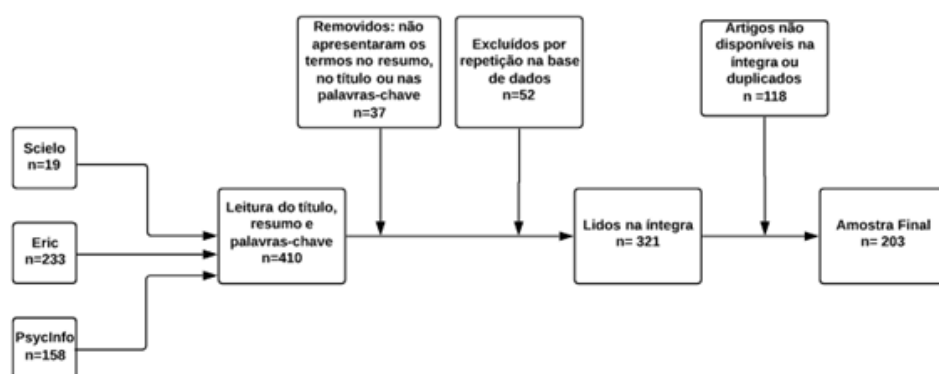 Removidos: não
apresentaram os
termos no resumo,
no título ou nas
palavras-chave
n=37
Excluídos por
repetição na base
de dados
n=52
Artigos não
disponíveis na
íntegra ou
duplicados
n =118
Scielo
n=19
Eric
n=233
PsycInfo
n=158
Leitura do título,
resumo e
palavras-chave
n=410
Lidos na íntegra
n= 321
Amostra Final
n= 203